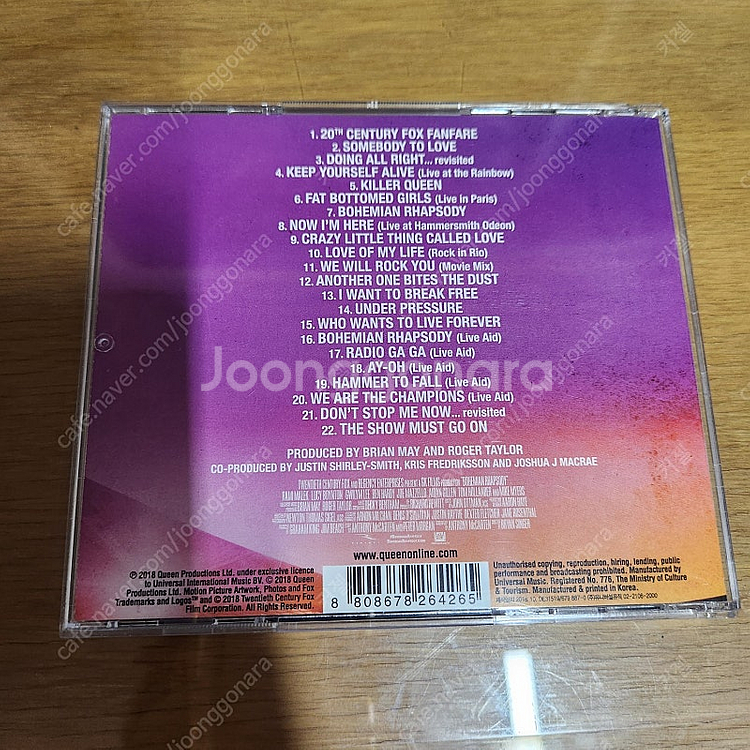 1. 20TH CENTURY FOX FANFARE
2. SOMEBODY TO LOVE
3. DOING ALL RIGHT... revisited
4. KEEP YOURSELF ALIVE (Live at the Rainbow)
5. KILLER QUEEN
6. FAT BOTTOMED GIRLS (Live in Paris)
7. BOHEMIAN RHAPSODY
8. NOW I'M HERE (Live at Hammersmith Odeon)
9. CRAZY LITTLE THING CALLED LOVE
10. LOVE OF MY LIFE (Rock in Rio)
11. WE WILL ROCK YOU (Movie Mix)
12. ANOTHER ONE BITES THE DUST
13. I WANT TO BREAK FREE
14. UNDER PRESSURE
15. WHO WANTS TO LIVE FOREVER
16. BOHEMIAN RHAPSODY (Live Aid)
17. RADIO GA GA (Live Aid)
18. AY-OH (Live Aid)
19. HAMMER TO FALL (Live Aid)
20. WE ARE THE CHAMPIONS (Live Aid)
21. DON'T STOP ME NOW... revisited
22. THE SHOW MUST GO ON
Joonggonara
PRODUCED BY BRIAN MAY AND ROGER TAYLOR
CO-PRODUCED BY JUSTIN SHIRLEY-SMITH, KRIS FREDRIKSSON AND JOSHUA J MACRAE
www.queenonline.com
℗ 2018 Queen Productions Ltd. under exclusive licence
to Universal International Music BV. © 2018 Queen
Productions Ltd. Motion Picture Artwork, Photos and Fox
Trademarks and Logos™ and © 2018 Twentieth Century Fox
Film Corporation. All Rights Reserved.
8 808678 264265
Unauthorised copying, reproduction, hiring, lending, public
performance and broadcasting prohibited. Manufactured by
Universal Music. Registered No. 776, The Ministry of Culture
& Tourism. Manufactured & printed in Korea.
cafe.naver.com/joonggonara
커첼